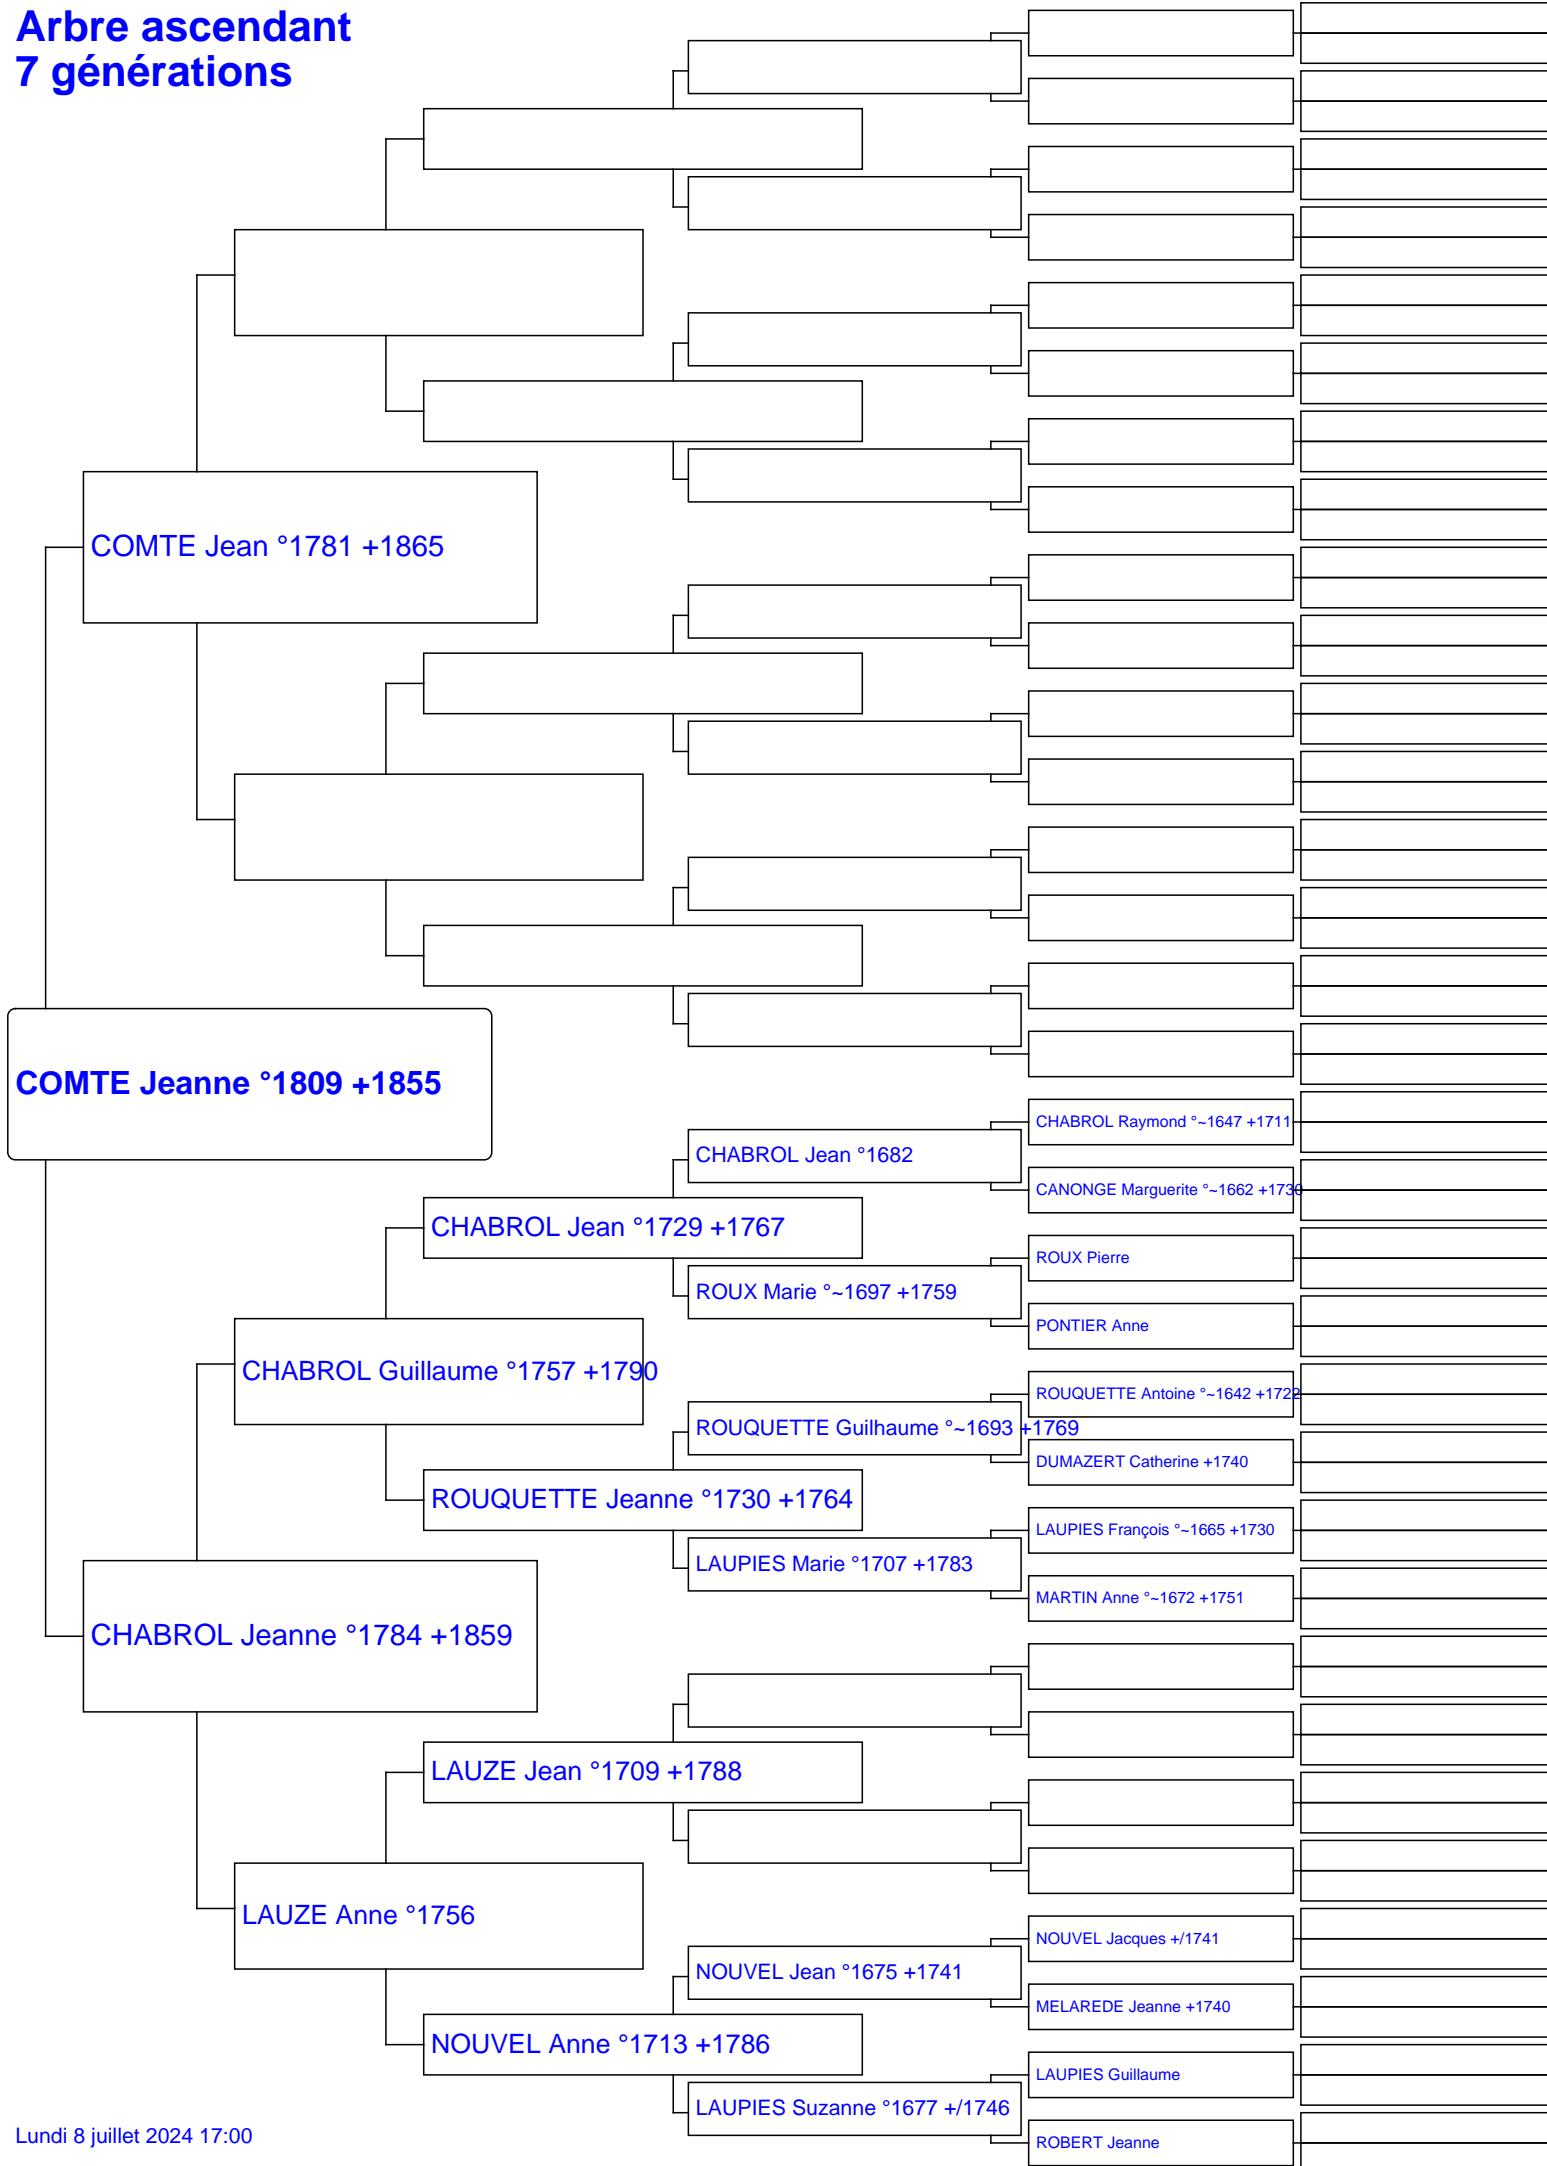 Arbre ascendant
7 générations
COMTE Jean °1781 +1865
COMTE Jeanne °1809 +1855
CHABROL Raymond °~1647 +1711
CHABROL Jean °1682
CANONGE Marguerite °~1662 +1730
CHABROL Jean °1729 +1767
ROUX Pierre
ROUX Marie °~1697 +1759
PONTIER Anne
CHABROL Guillaume °1757 +1790
ROUQUETTE Antoine °~1642 +1722
ROUQUETTE Guilhaume °~1693 +1769
DUMAZERT Catherine +1740
ROUQUETTE Jeanne °1730 +1764
LAUPIES François °~1665 +1730
LAUPIES Marie °1707 +1783
MARTIN Anne °~1672 +1751
CHABROL Jeanne °1784 +1859
LAUZE Jean °1709 +1788
LAUZE Anne °1756
NOUVEL Jacques +/1741
NOUVEL Jean °1675 +1741
MELAREDE Jeanne +1740
NOUVEL Anne °1713 +1786
LAUPIES Guillaume
LAUPIES Suzanne °1677 +/1746
ROBERT Jeanne
Lundi 8 juillet 2024 17:00